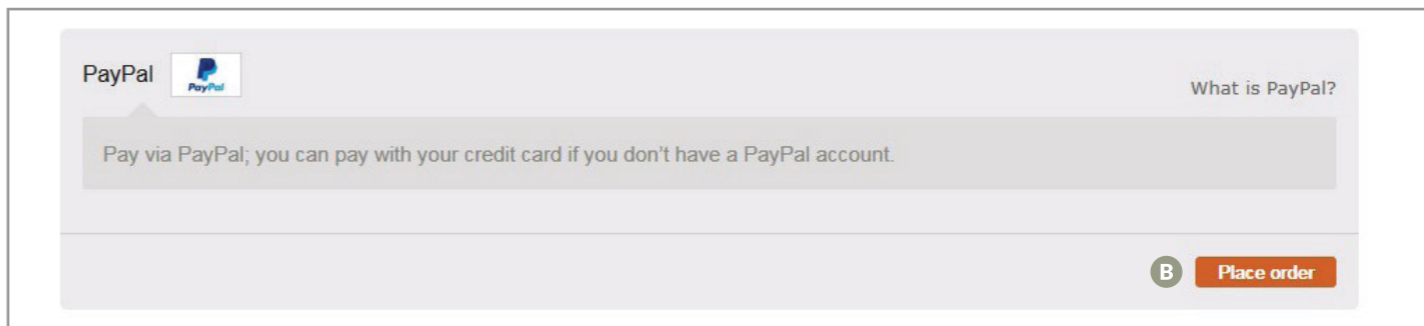 PayPal
PayPal
What is PayPal?
Pay via PayPal; you can pay with your credit card if you don't have a PayPal account.
B
Place order